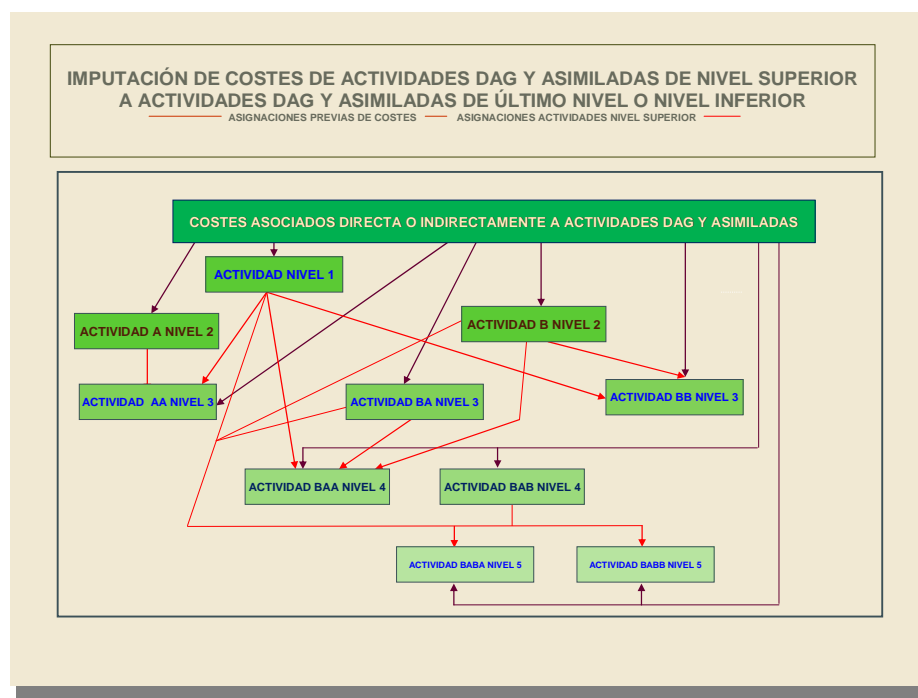 IMPUTACIÓN DE COSTES DE ACTIVIDADES DAG Y ASIMILADAS DE NIVEL SUPERIOR
A ACTIVIDADES DAG Y ASIMILADAS DE ÚLTIMO NIVEL O NIVEL INFERIOR
ASIGNACIONES PREVIAS DE COSTES ASIGNACIONES ACTIVIDADES NIVEL SUPERIOR
COSTES ASOCIADOS DIRECTA O INDIRECTAMENTE A ACTIVIDADES DAG Y ASIMILADAS
ACTIVIDAD NIVEL 1
ACTIVIDAD A NIVEL 2
ACTIVIDAD B NIVEL 2
ACTIVIDAD AA NIVEL 3
ACTIVIDAD BA NIVEL 3
ACTIVIDAD BB NIVEL 3
ACTIVIDAD BAA NIVEL 4
ACTIVIDAD BAB NIVEL 4
ACTIVIDAD BABA NIVEL 5
ACTIVIDAD BABB NIVEL 5